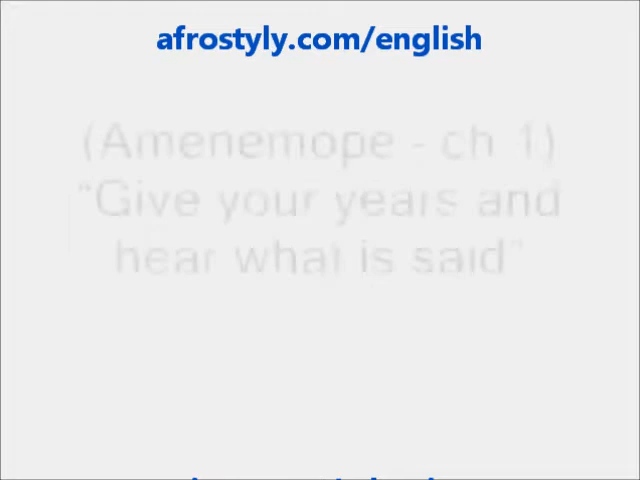 afrostyly.com/english
(Amenemope - ch 1)
"Give your years and
hear what is said"